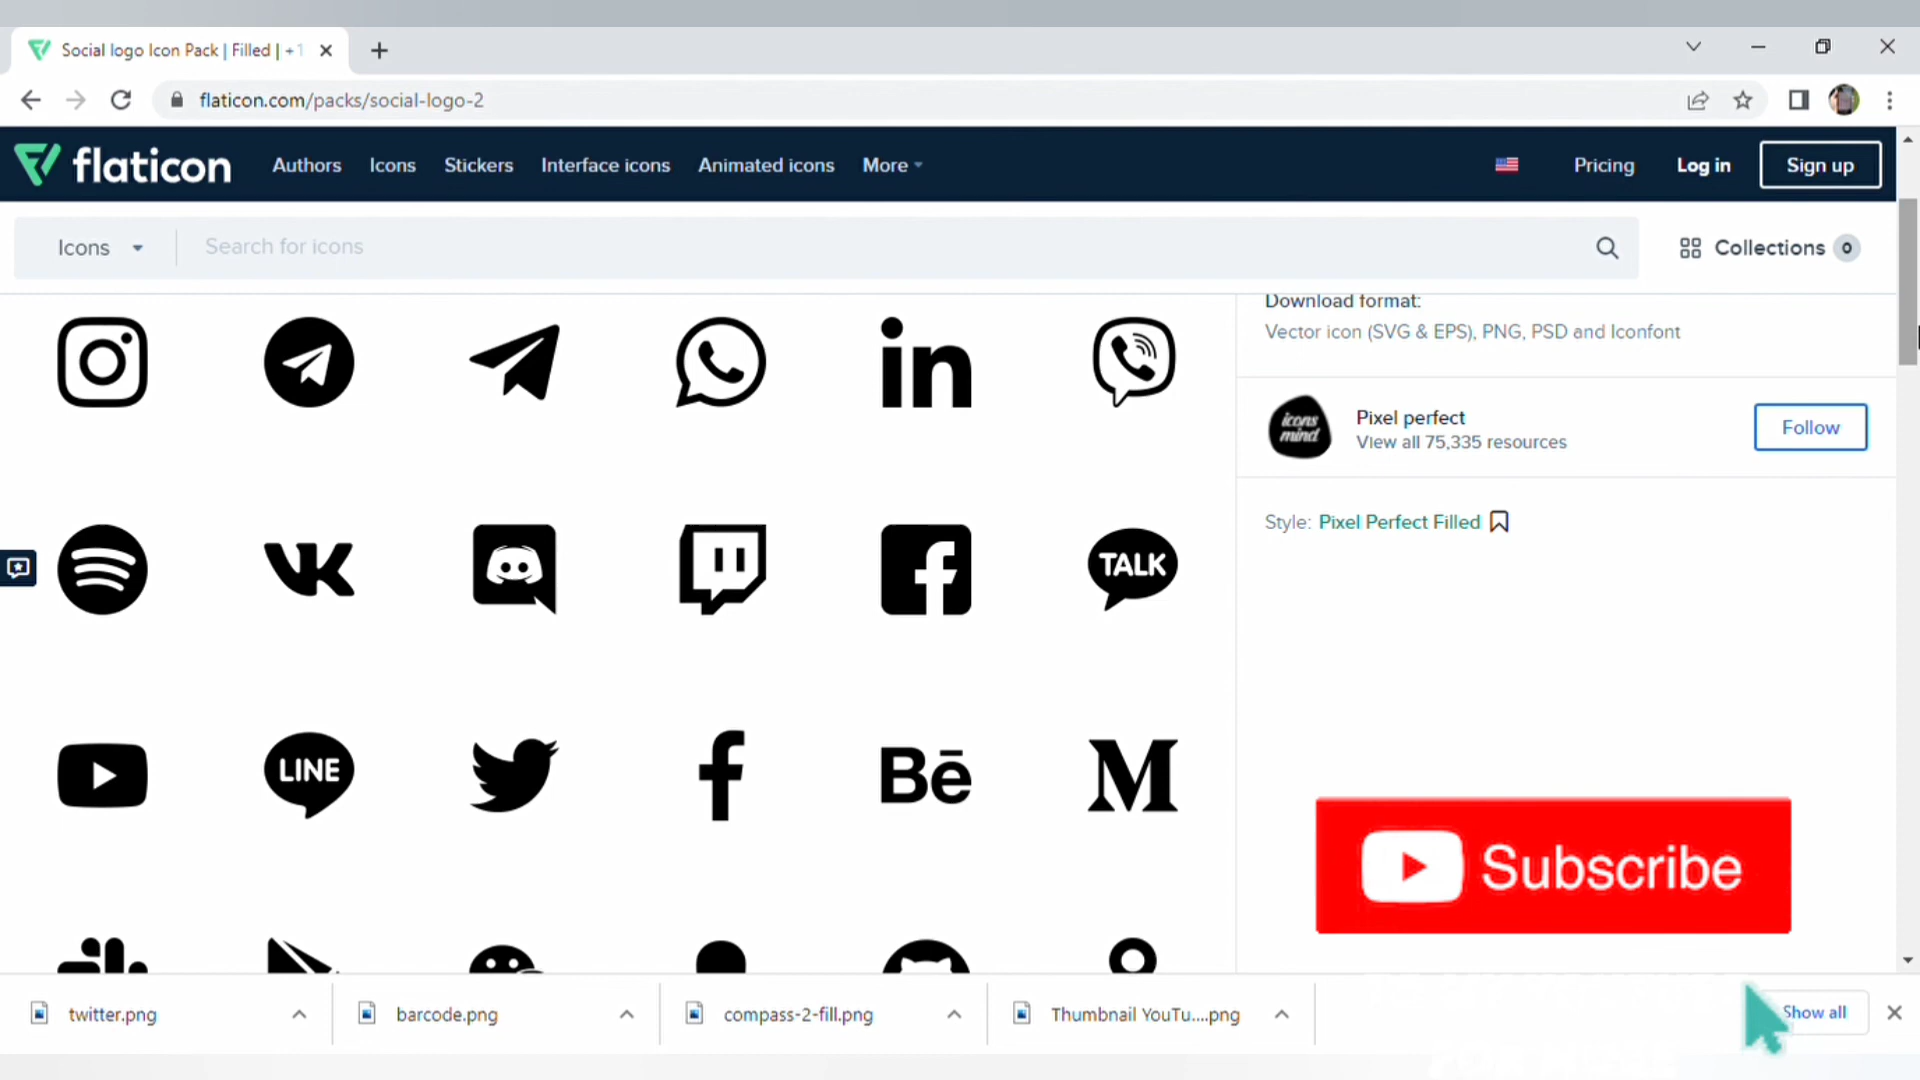 Social logo Icon Pack | Filled | +1
flaticon.com/packs/social-logo-2
flaticon
Authors
Icons
Stickers
Interface icons
Animated icons
More
Pricing
Log in
Sign up
Icons
Search for icons
Collections 0
Download format:
Vector icon (SVG & EPS), PNG, PSD and Iconfont
icons
mind
Pixel perfect
View all 75,335 resources
Follow
Style: Pixel Perfect Filled
in
TALK
LINE
Bē
M
Subscribe
twitter.png
barcode.png
compass-2-fill.png
Thumbnail YouTu....png
Show all